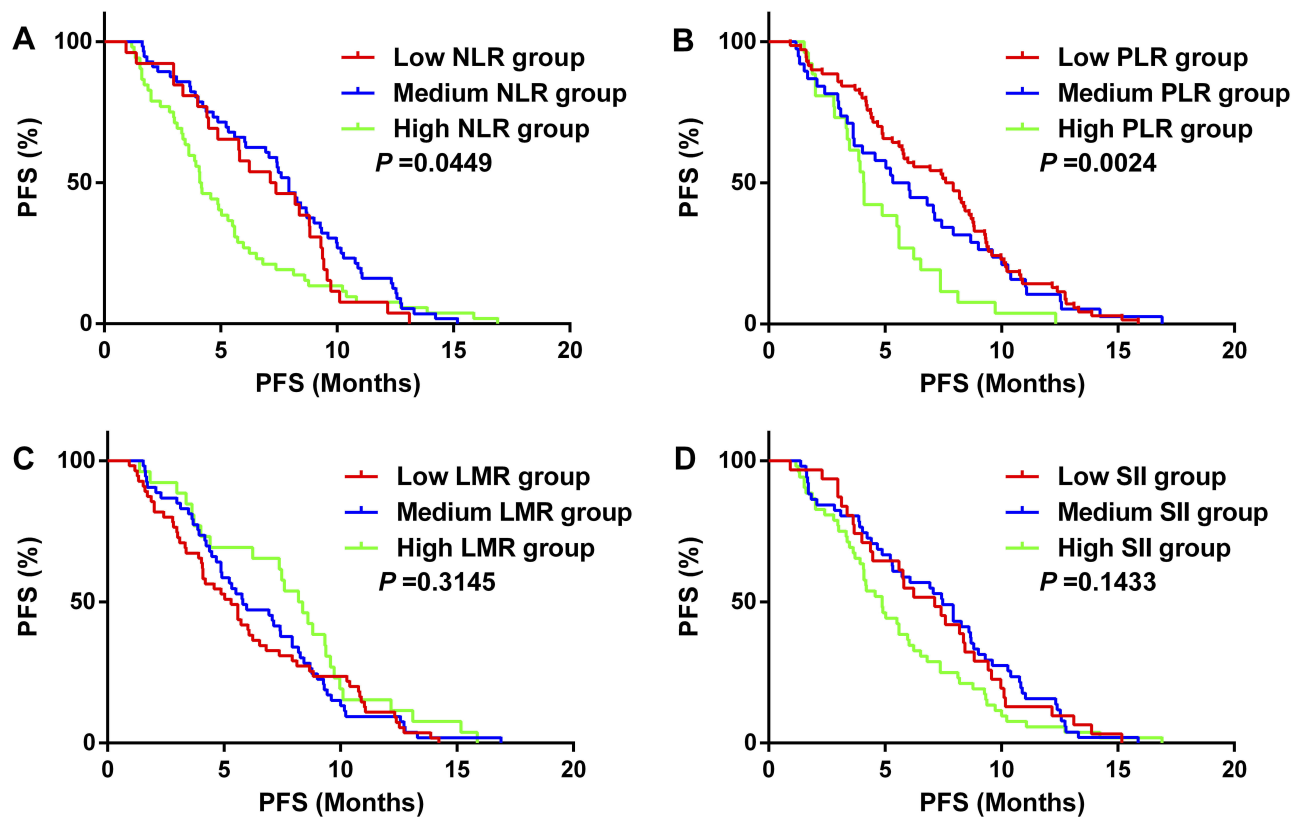 A
Low NLR group
Medium NLR group
High NLR group
P =0.0449
PFS (%)
100
50
0
0 5 10 15 20
PFS (Months)
B
Low PLR group
Medium PLR group
High PLR group
P =0.0024
PFS (%)
100
50
0
0 5 10 15 20
PFS (Months)
C
Low LMR group
Medium LMR group
High LMR group
P =0.3145
PFS (%)
100
50
0
0 5 10 15 20
PFS (Months)
D
Low SII group
Medium SII group
High SII group
P =0.1433
PFS (%)
100
50
0
0 5 10 15 20
PFS (Months)